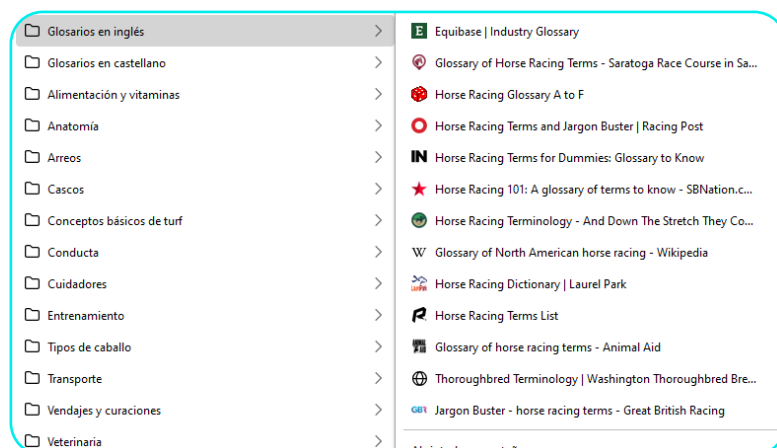 Glosarios en inglés
Glosarios en castellano
Alimentación y vitaminas
Anatomía
Arreos
Cascos
Conceptos básicos de turf
Conducta
Cuidadores
Entrenamiento
Tipos de caballo
Transporte
Vendajes y curaciones
Veterinaria
E Equibase | Industry Glossary
Glossary of Horse Racing Terms - Saratoga Race Course in Sa...
Horse Racing Glossary A to F
Horse Racing Terms and Jargon Buster | Racing Post
IN Horse Racing Terms for Dummies: Glossary to Know
Horse Racing 101: A glossary of terms to know - SBNation.c...
Horse Racing Terminology - And Down The Stretch They Co...
W Glossary of North American horse racing - Wikipedia
Horse Racing Dictionary | Laurel Park
R Horse Racing Terms List
Glossary of horse racing terms - Animal Aid
Thoroughbred Terminology | Washington Thoroughbred Bre...
GBR Jargon Buster - horse racing terms - Great British Racing